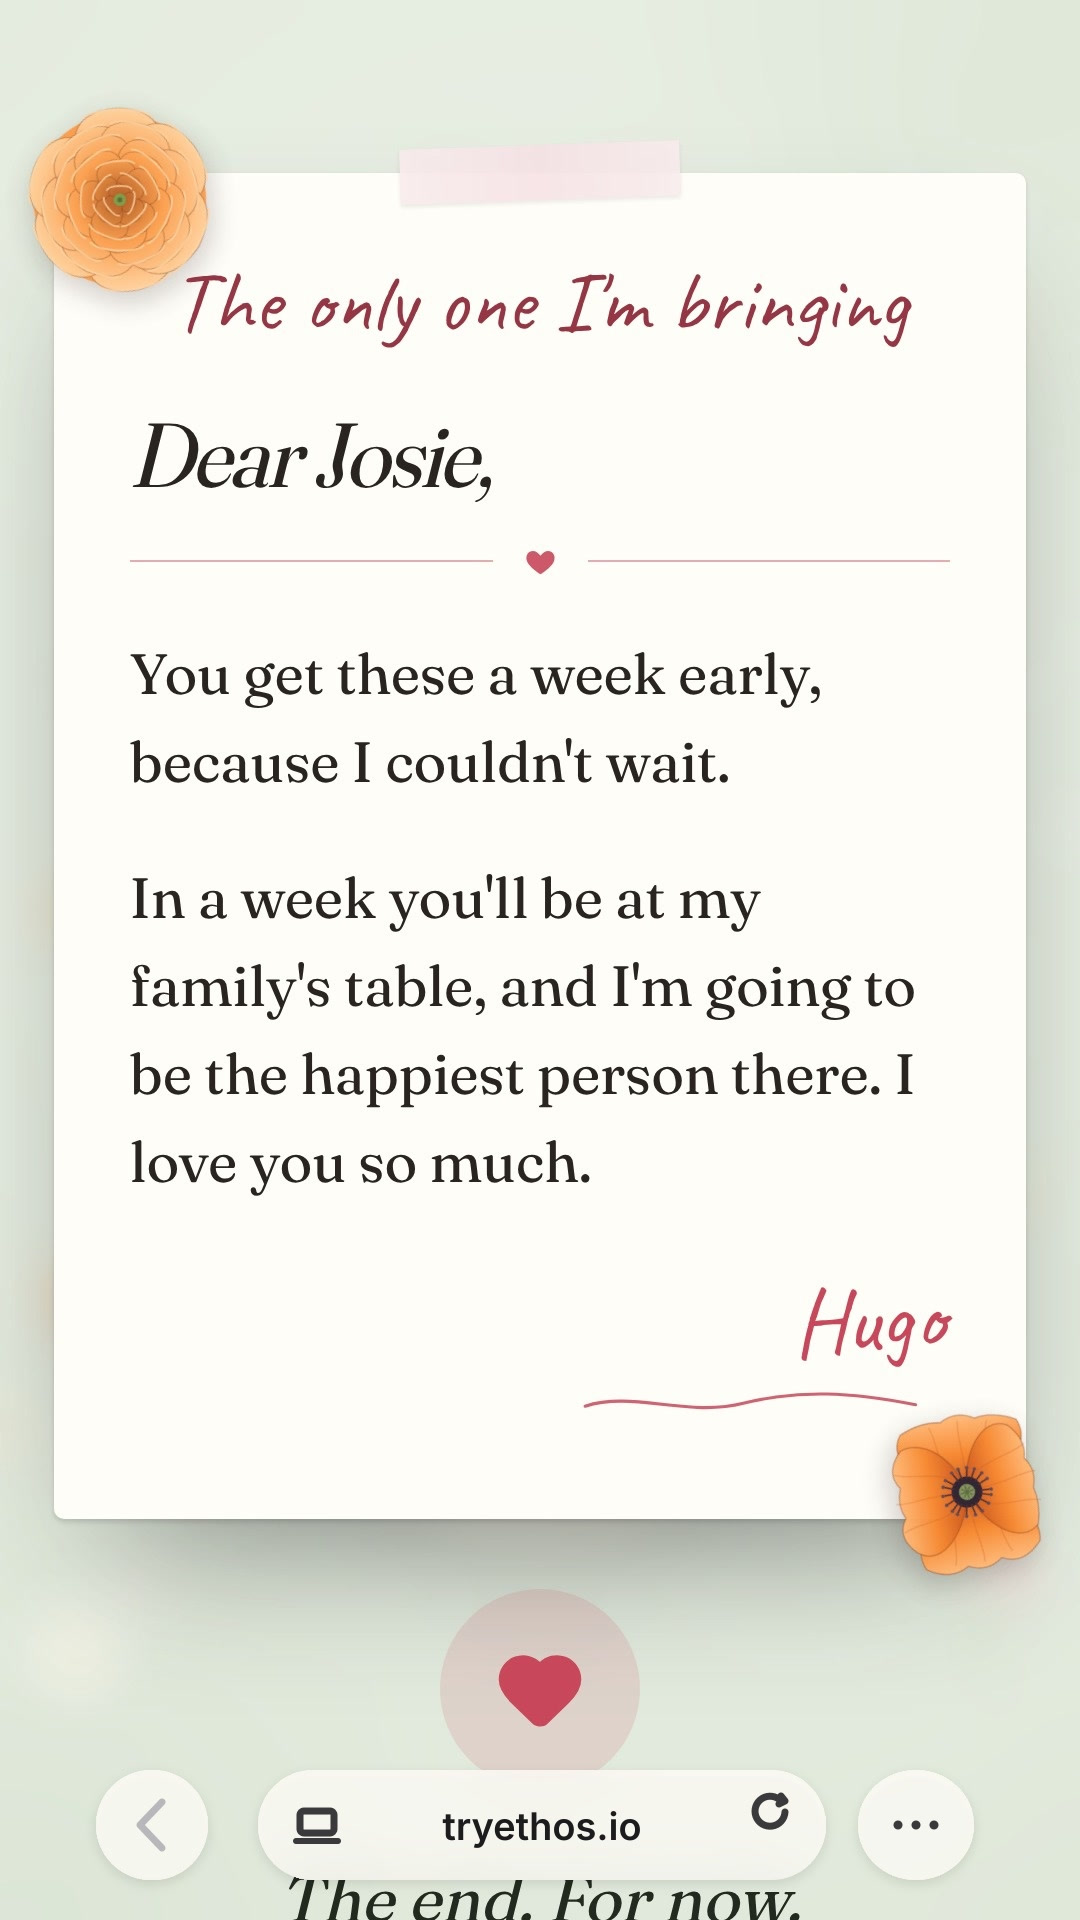 The only one I'm bringing
Dear Josie,
You get these a week early,
because I couldn't wait.
In a week you'll be at my
family's table, and I'm going to
be the happiest person there. I
love you so much.
Hugo
tryethos.io
The end. For now.